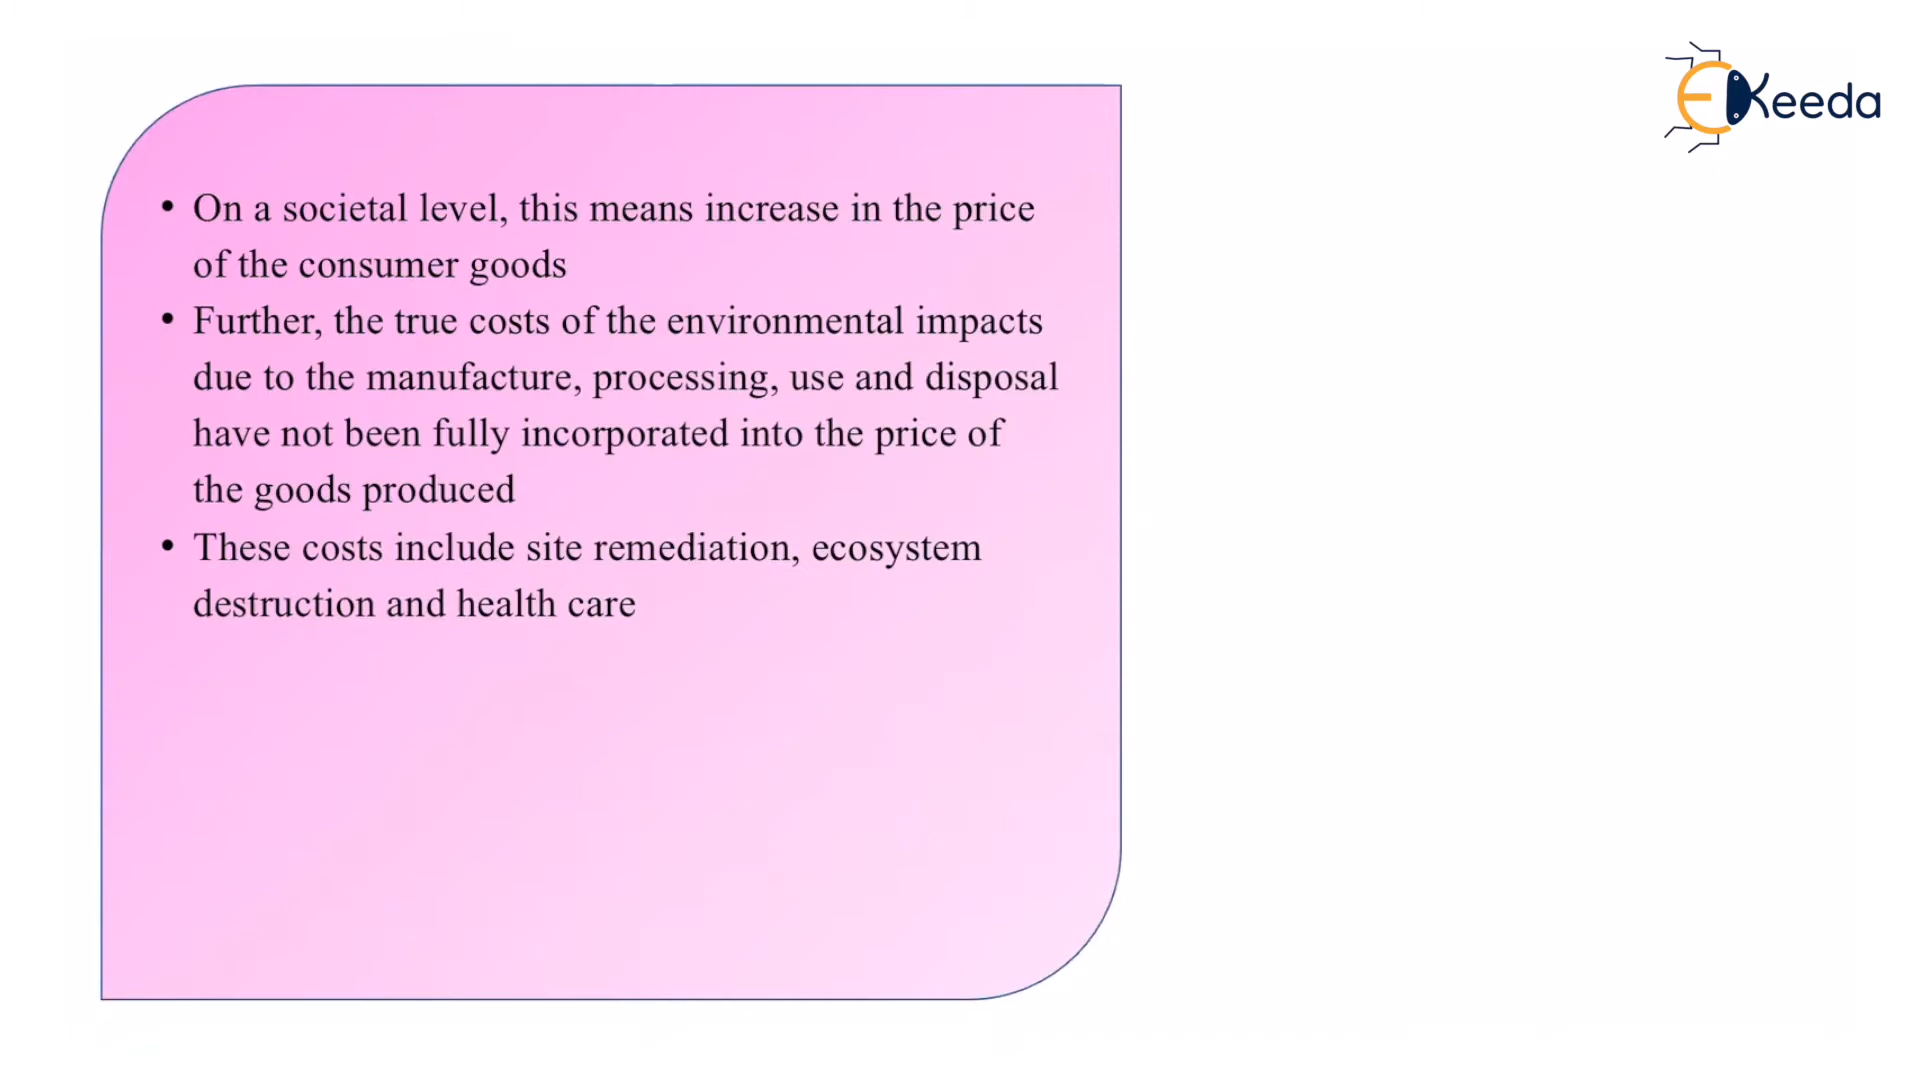 EKeeda
• On a societal level, this means increase in the price
of the consumer goods
• Further, the true costs of the environmental impacts
due to the manufacture, processing, use and disposal
have not been fully incorporated into the price of
the goods produced
• These costs include site remediation, ecosystem
destruction and health care